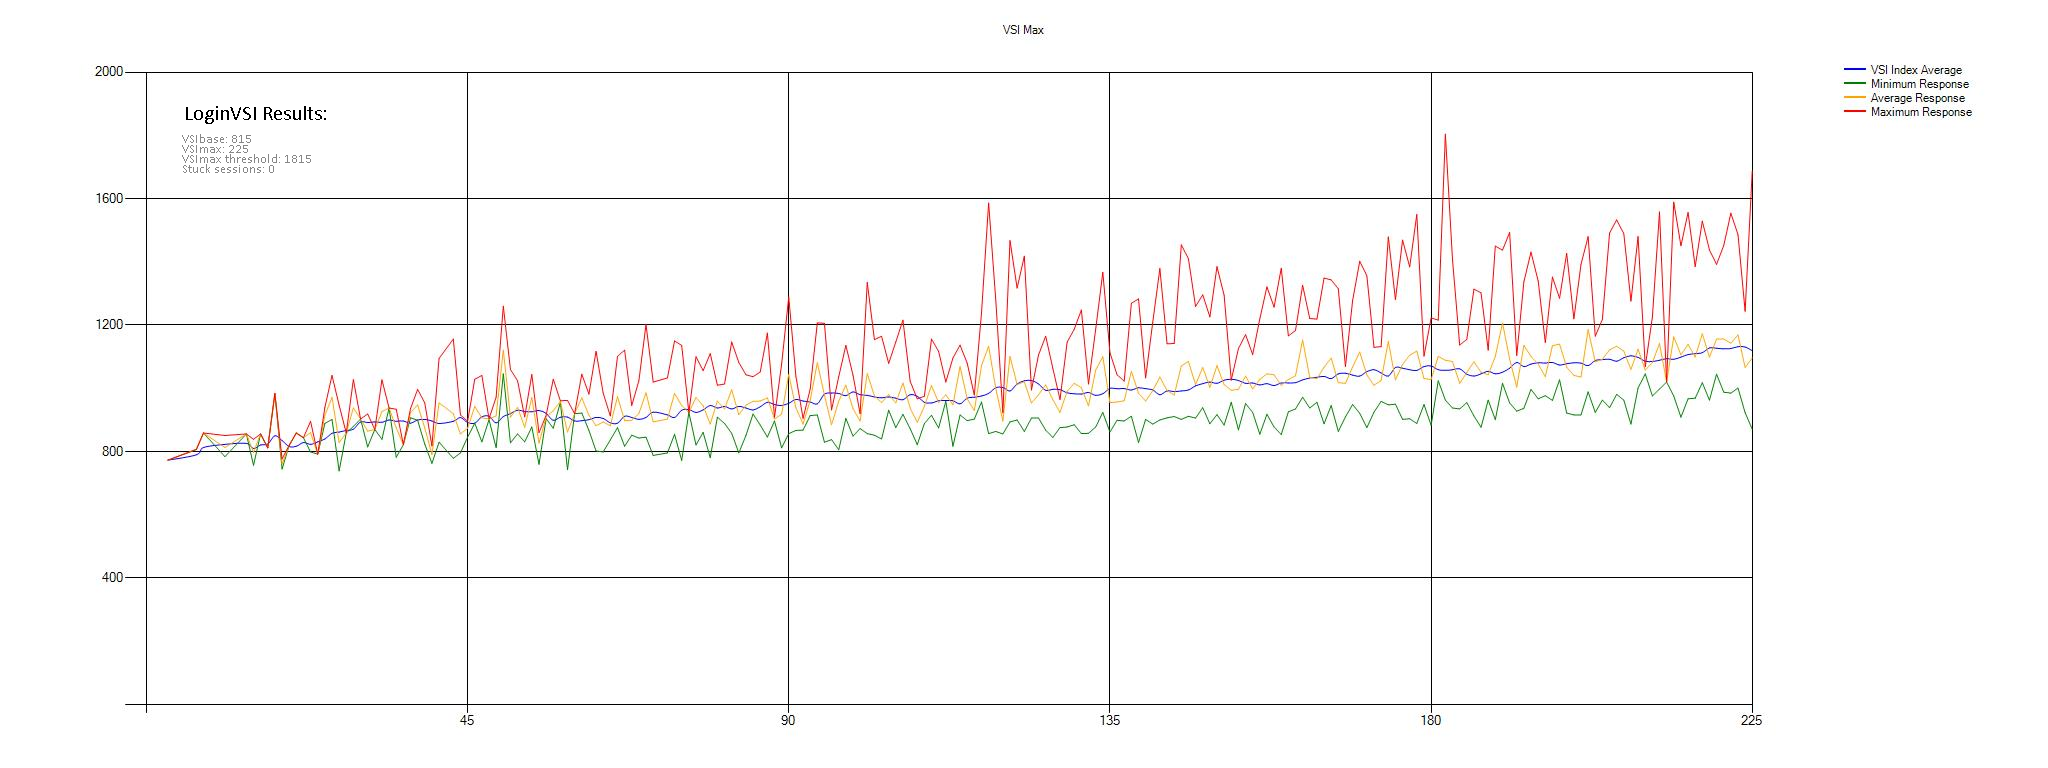 VSI Max
2000
1600
1200
800
400
LoginVSI Results:
VSIbase: 815
VSImax: 225
VSImax threshold: 1815
Stuck sessions: 0
VSI Index Average
Minimum Response
Average Response
Maximum Response
45
90
135
180
225